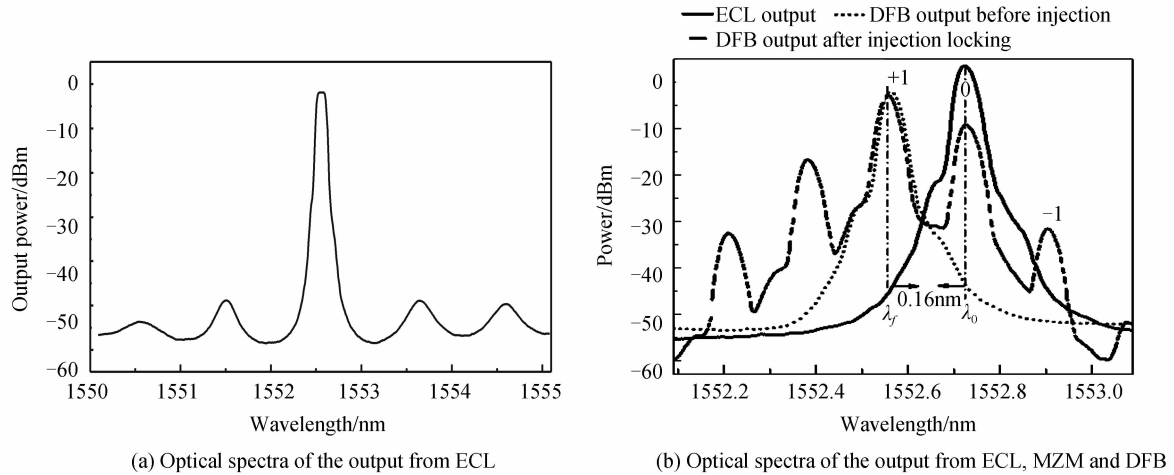 0
−10
−20
−30
−40
−50
−60
Output power/dBm
1550
1551
1552
1553
1554
1555
Wavelength/nm
(a) Optical spectra of the output from ECL
ECL output
DFB output before injection
DFB output after injection locking
0
−10
−20
−30
−40
−50
−60
Power/dBm
+1
0
−1
0.16nm
λf
λ0
1552.2
1552.4
1552.6
1552.8
1553.0
Wavelength/nm
(b) Optical spectra of the output from ECL, MZM and DFB